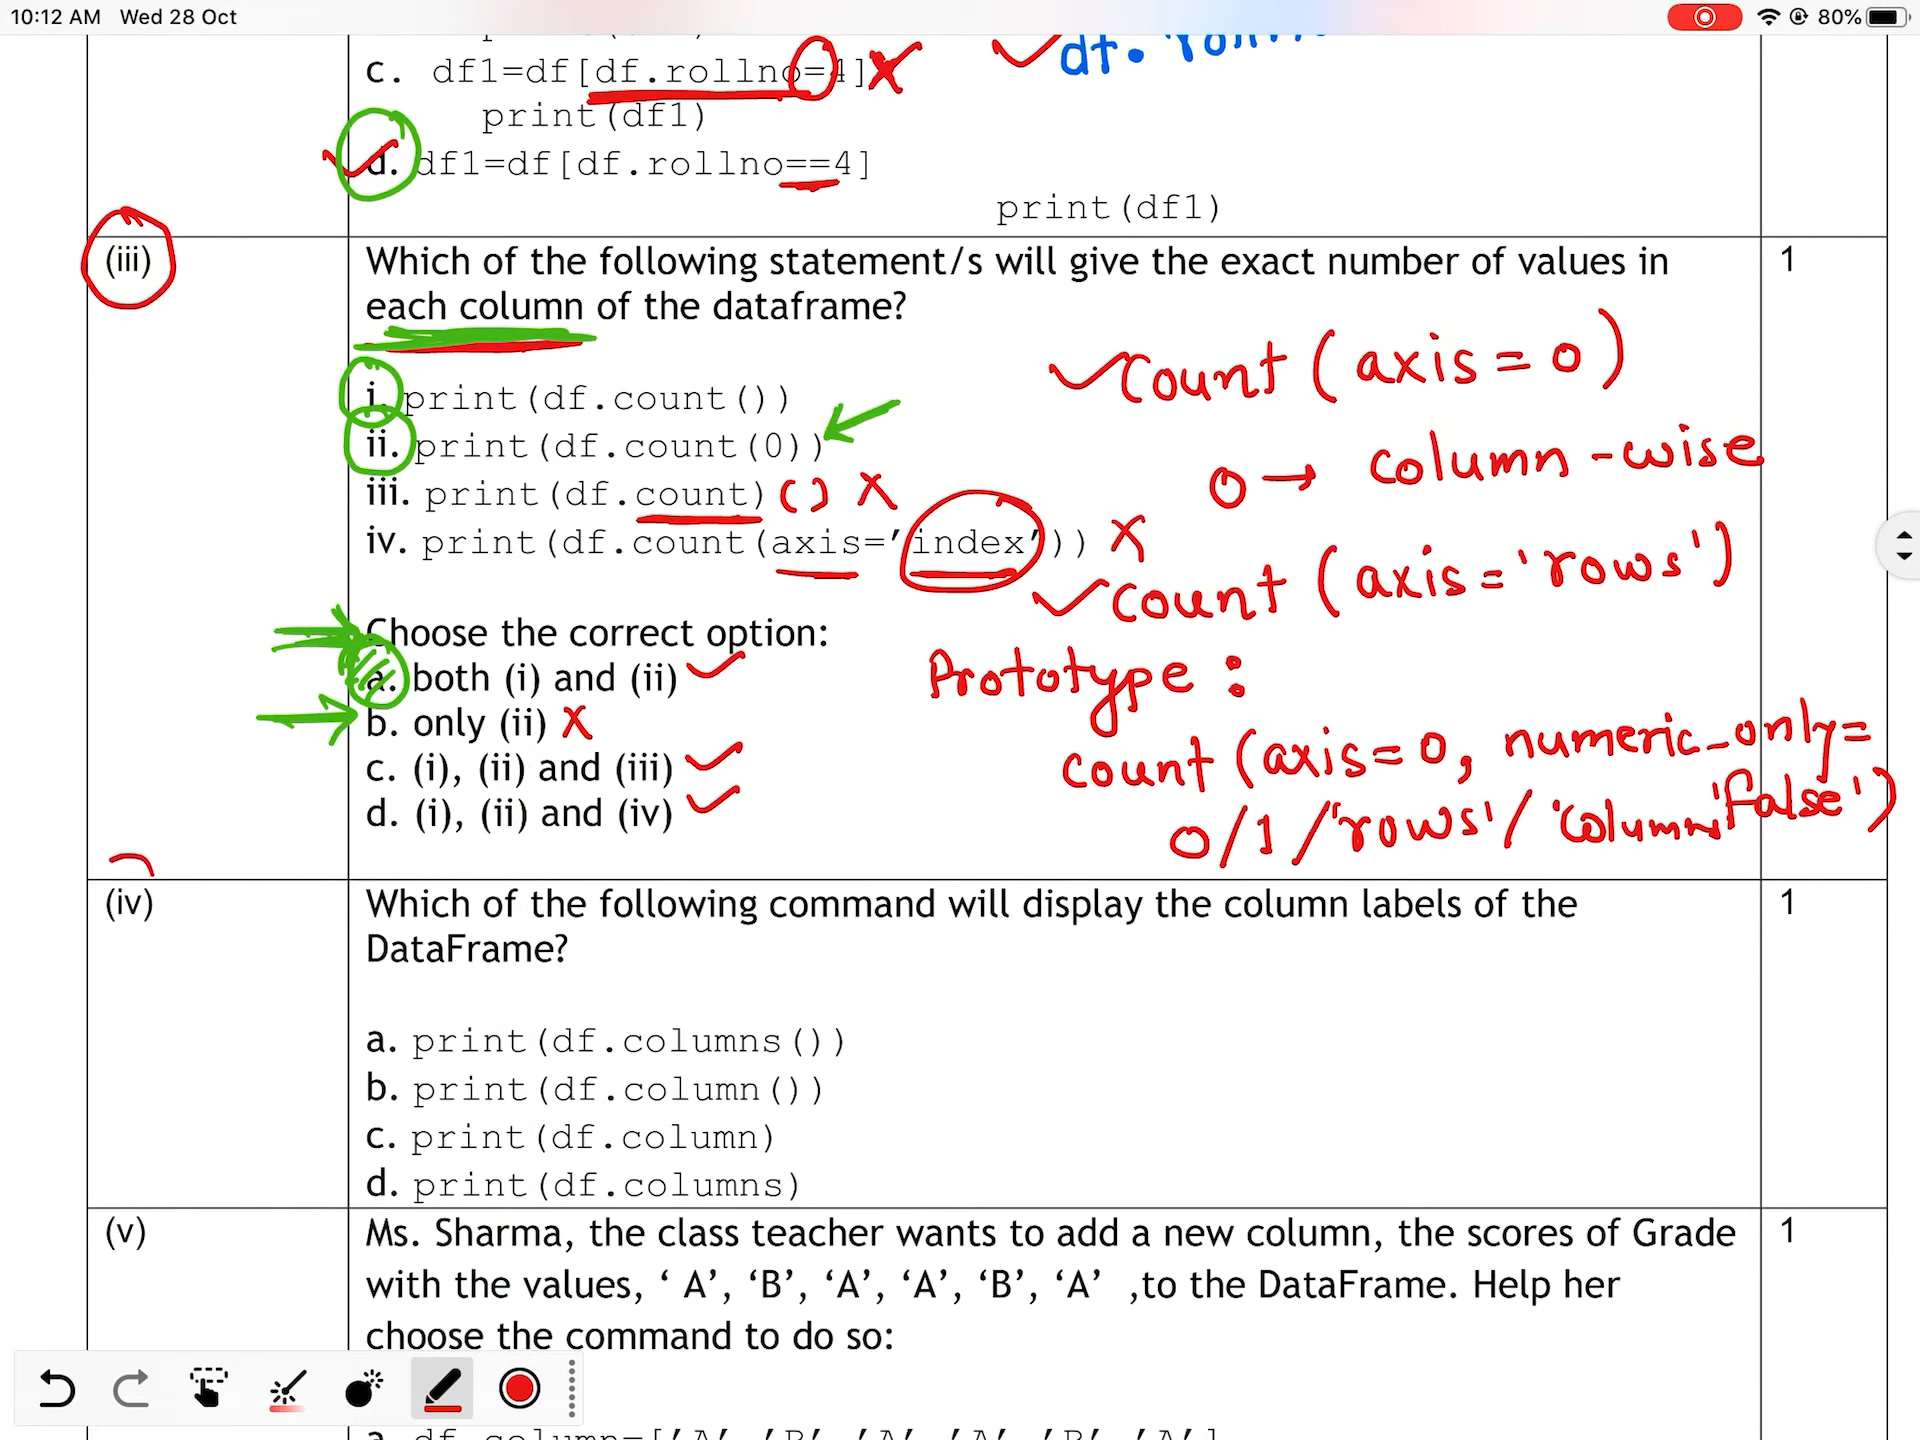 10:12 AM Wed 28 Oct 80%
c. df1=df[df.rollno=4] X
df.
print(df1)
d. df1=df[df.rollno==4]
print(df1)
(iii) Which of the following statement/s will give the exact number of values in 1
each column of the dataframe?
i. print(df.count())
count (axis = 0)
ii. print(df.count(0))
0 → column-wise
iii. print(df.count) () X
iv. print(df.count(axis='index')) X
count (axis = 'rows')
Choose the correct option:
a. both (i) and (ii)
Prototype :
b. only (ii) X
count (axis=0, numeric_only=
c. (i), (ii) and (iii)
'False')
d. (i), (ii) and (iv)
0/1/'rows'/
(iv) Which of the following command will display the column labels of the 1
DataFrame?
a. print(df.columns())
b. print(df.column())
c. print(df.column)
d. print(df.columns)
(v) Ms. Sharma, the class teacher wants to add a new column, the scores of Grade 1
with the values, ‘ A’, ‘B’, ‘A’, ‘A’, ‘B’, ‘A’ ,to the DataFrame. Help her
choose the command to do so:
a. df.column=['A','B','A','A','B','A']